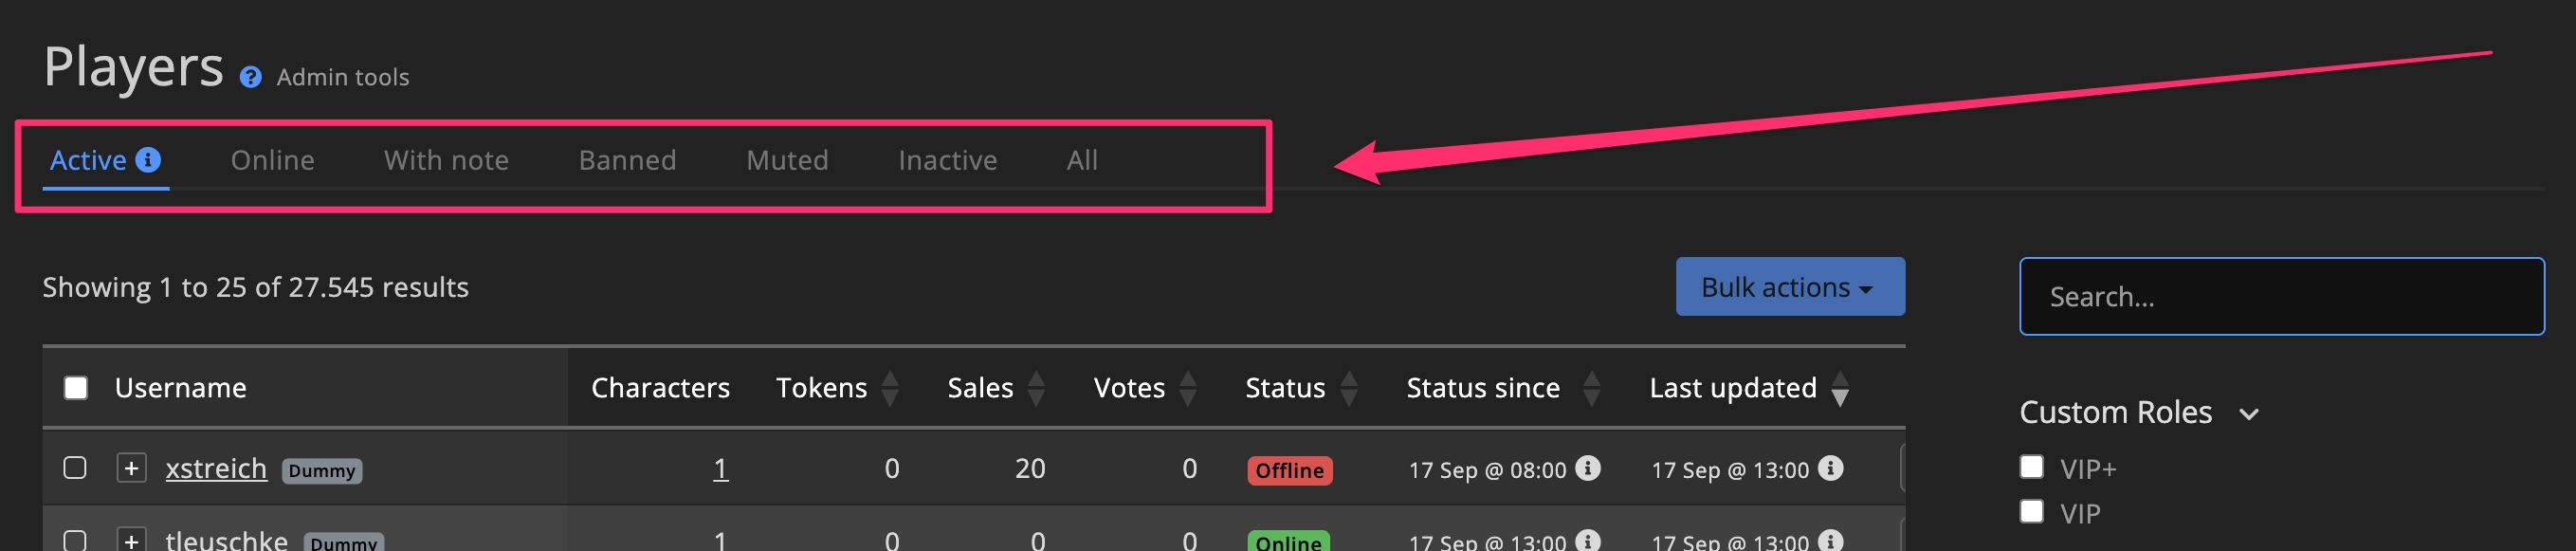 Players ? Admin tools
Active i Online With note Banned Muted Inactive All
Showing 1 to 25 of 27.545 results
Bulk actions
Search...
Username Characters Tokens Sales Votes Status Status since Last updated
+ xstreich Dummy 1 0 20 0 Offline 17 Sep @ 08:00 i 17 Sep @ 13:00 i
+ tleuschke Dummy 1 0 0 0 Online 17 Sep @ 13:00 i 17 Sep @ 13:00 i
Custom Roles
VIP+
VIP